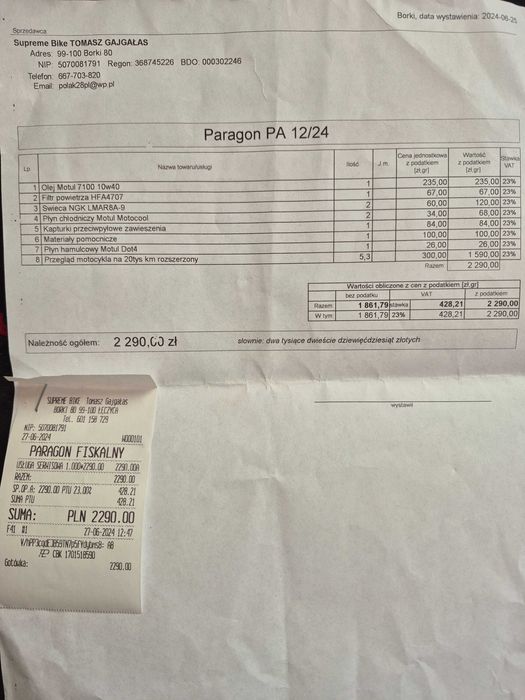 Borki, data wystawienia: 2024-06-25
Sprzedawca
Supreme Bike TOMASZ GAJGAŁAS
Adres: 99-100 Borki 80
NIP: 5070081791 Regon: 368745226 BDO: 000302246
Telefon: 667-703-820
Email: polak28pl@wp.pl
Paragon PA 12/24
Lp. Nazwa towaru/usługi Ilość J.m. Cena jednostkowa z podatkiem [zł,gr] Wartość z podatkiem [zł,gr] Stawka VAT
1 Olej Motul 7100 10w40 1 235,00 235,00 23%
2 Filtr powietrza HFA4707 1 67,00 67,00 23%
3 Świeca NGK LMAR8A-9 2 60,00 120,00 23%
4 Płyn chłodniczy Motul Motocool 2 34,00 68,00 23%
5 Kapturki przeciwpyłowe zawieszenia 1 84,00 84,00 23%
6 Materiały pomocnicze 1 100,00 100,00 23%
7 Płyn hamulcowy Motul Dot4 1 26,00 26,00 23%
8 Przegląd motocykla na 20tys km rozszerzony 5,3 300,00 1 590,00 23%
Razem 2 290,00
Wartości obliczone z cen z podatkiem [zł,gr]
bez podatku VAT z podatkiem
Razem 1 861,79 stawka 428,21 2 290,00
W tym 1 861,79 23% 428,21 2 290,00
Należność ogółem: 2 290,00 zł słownie: dwa tysiące dwieście dziewięćdziesiąt złotych
wystawił
SUPREME BIKE Tomasz Gajgałas
BORKI 80 99-100 ŁĘCZYCA
Tel. 601 158 729
NIP: 5070081791
27-06-2024 W000101
PARAGON FISKALNY
USŁUGA SERWISOWA 1.000×2290.00 2290.00A
RAZEM: 2290.00
SP.OP.A: 2290.00 PTU 23.00% 428.21
SUMA PTU 428.21
SUMA: PLN 2290.00
F41 #1 27-06-2024 12:47
CBK 1701518590
Gotówka: 2290.00